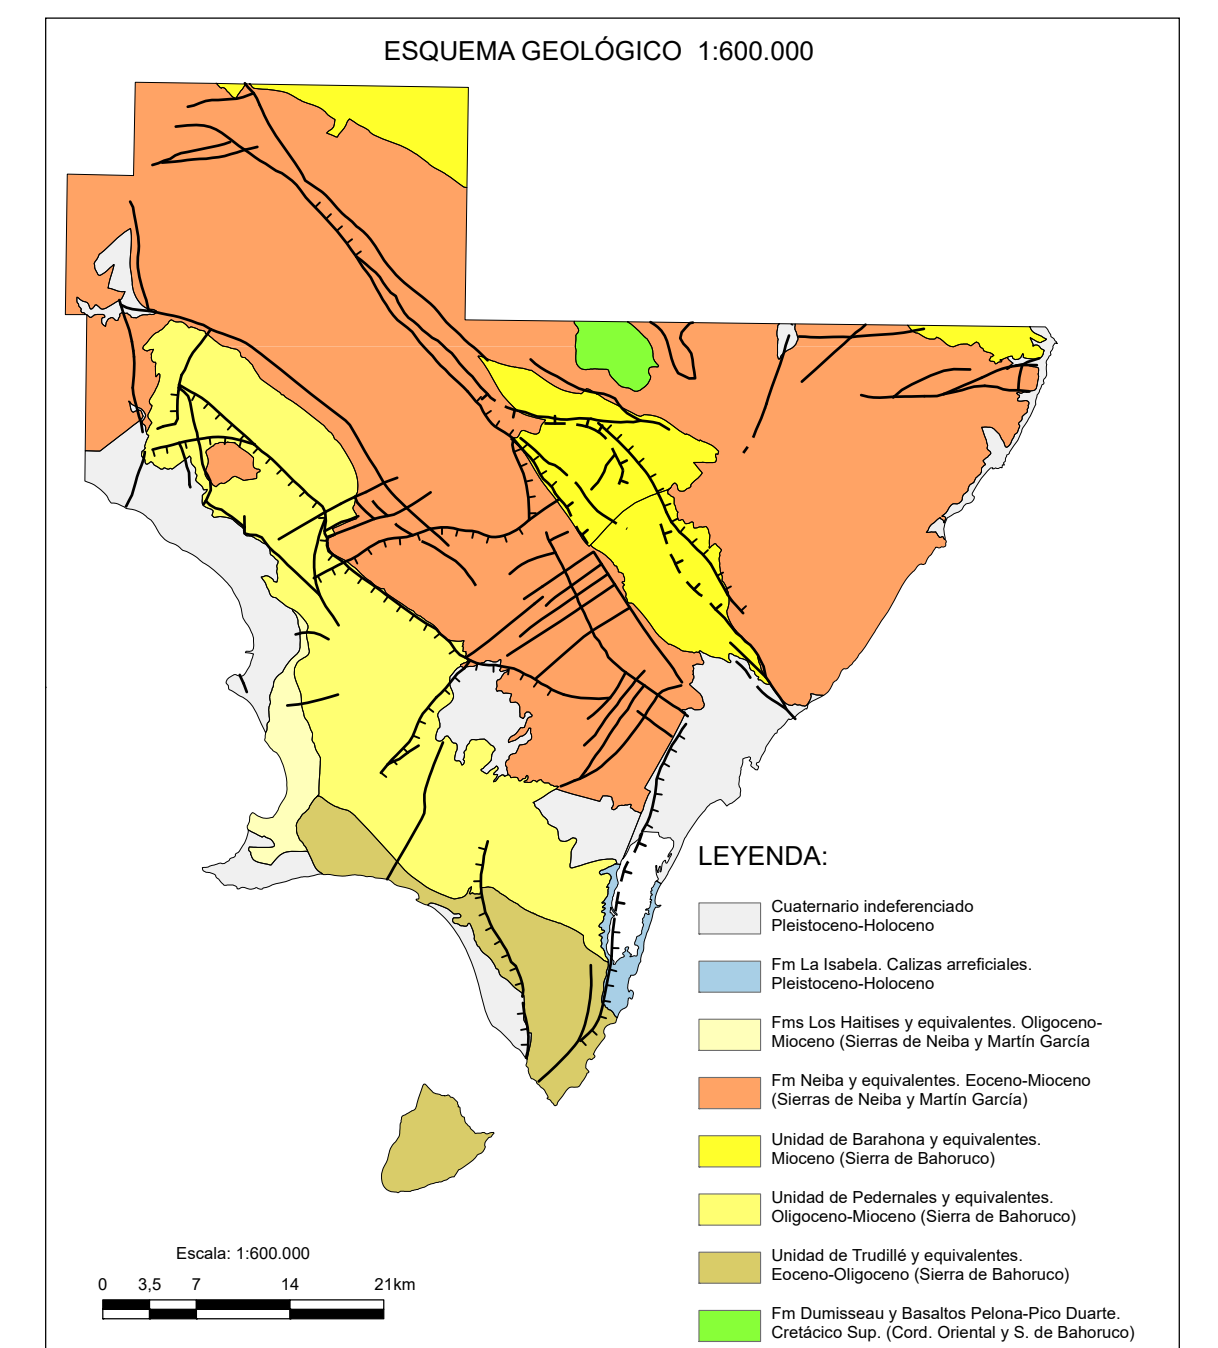 ESQUEMA GEOLÓGICO 1:600.000
LEYENDA:
Cuaternario indeferenciado
Pleistoceno-Holoceno
Fm La Isabela. Calizas arreficiales.
Pleistoceno-Holoceno
Fms Los Haitises y equivalentes. Oligoceno-
Mioceno (Sierras de Neiba y Martín García
Fm Neiba y equivalentes. Eoceno-Mioceno
(Sierras de Neiba y Martín García)
Unidad de Barahona y equivalentes.
Mioceno (Sierra de Bahoruco)
Unidad de Pedernales y equivalentes.
Oligoceno-Mioceno (Sierra de Bahoruco)
Unidad de Trudillé y equivalentes.
Eoceno-Oligoceno (Sierra de Bahoruco)
Fm Dumisseau y Basaltos Pelona-Pico Duarte.
Cretácico Sup. (Cord. Oriental y S. de Bahoruco)
Escala: 1:600.000
0 3,5 7 14 21km